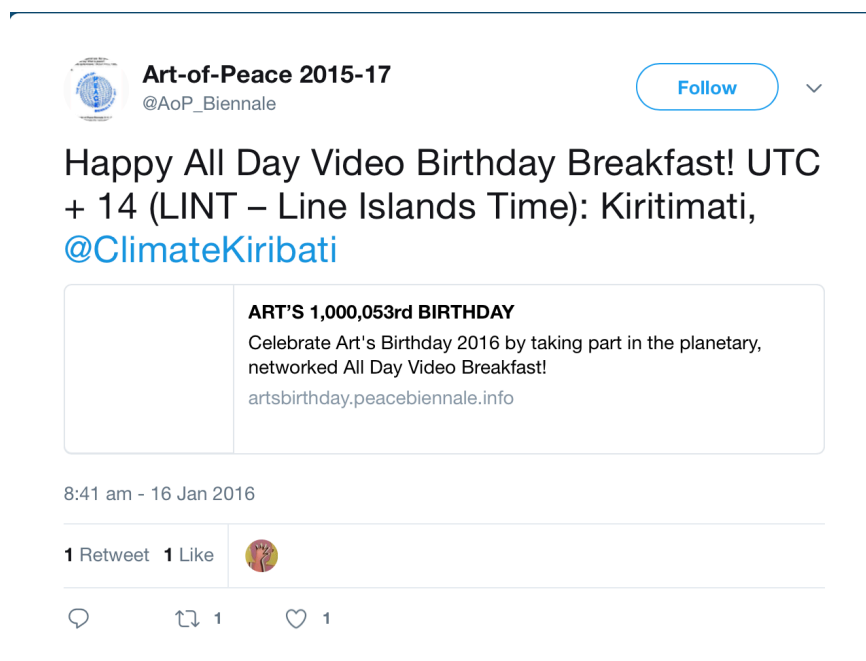 Art-of-Peace 2015-17
@AoP_Biennale
Follow
Happy All Day Video Birthday Breakfast! UTC
+ 14 (LINT – Line Islands Time): Kiritimati,
@ClimateKiribati
ART’S 1,000,053rd BIRTHDAY
Celebrate Art's Birthday 2016 by taking part in the planetary,
networked All Day Video Breakfast!
artsbirthday.peacebiennale.info
8:41 am - 16 Jan 2016
1 Retweet 1 Like
1 1